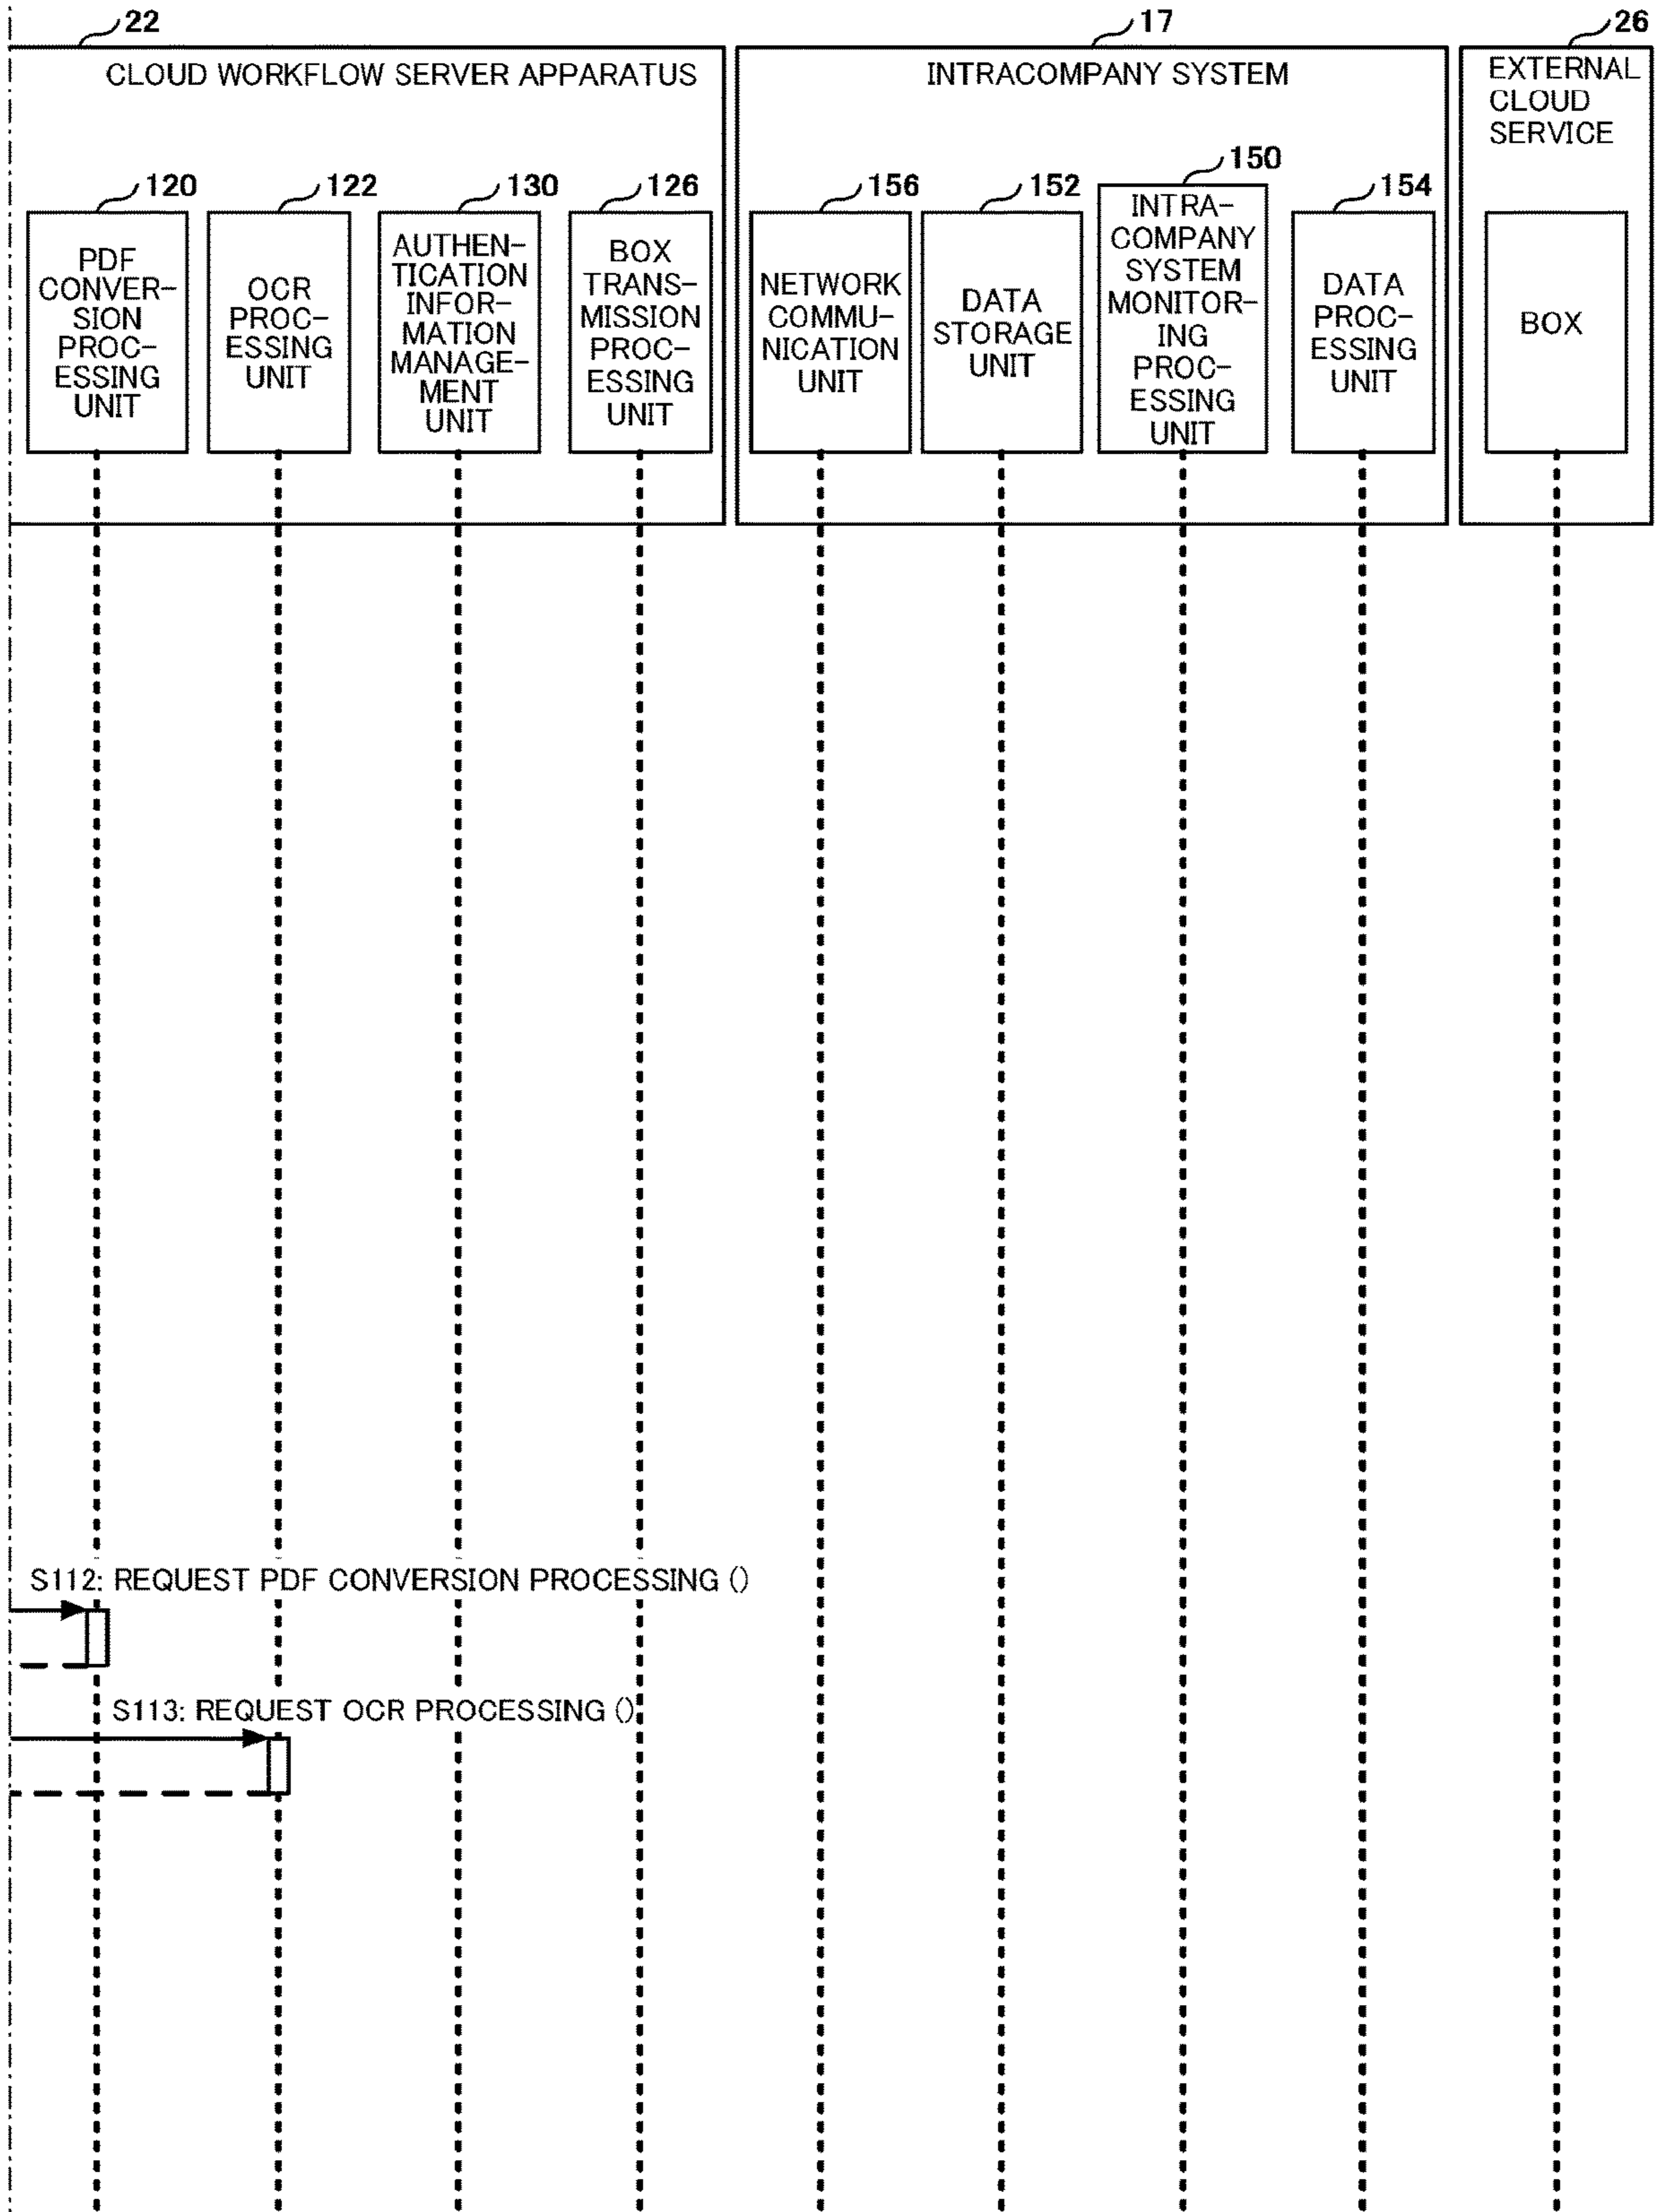 22
17
26
CLOUD WORKFLOW SERVER APPARATUS
INTRACOMPANY SYSTEM
EXTERNAL
CLOUD
SERVICE
120
122
130
126
156
152
150
154
PDF
CONVER-
SION
PROC-
ESSING
UNIT
OCR
PROC-
ESSING
UNIT
AUTHEN-
TICATION
INFOR-
MATION
MANAGE-
MENT
UNIT
BOX
TRANS-
MISSION
PROC-
ESSING
UNIT
NETWORK
COMMU-
NICATION
UNIT
DATA
STORAGE
UNIT
INTRA-
COMPANY
SYSTEM
MONITOR-
ING
PROC-
ESSING
UNIT
DATA
PROC-
ESSING
UNIT
BOX
S112: REQUEST PDF CONVERSION PROCESSING ()
S113: REQUEST OCR PROCESSING ()